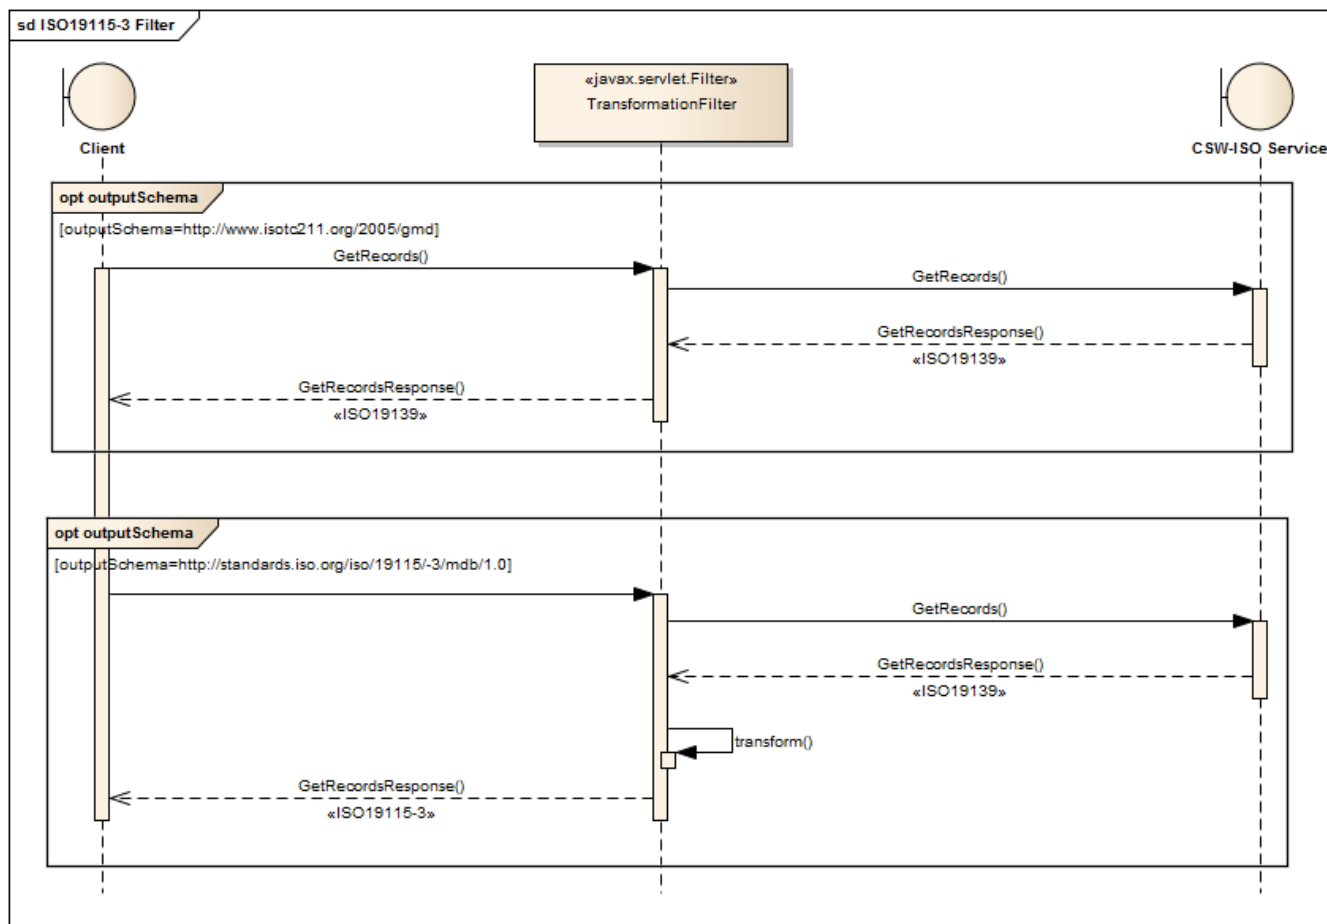 sd ISO19115-3 Filter
«javax.servlet.Filter»
TransformationFilter
Client
CSW-ISO Service
opt outputSchema
[outputSchema=http://www.isotc211.org/2005/gmd]
GetRecords()
GetRecords()
GetRecordsResponse()
«ISO19139»
GetRecordsResponse()
«ISO19139»
opt outputSchema
[outputSchema=http://standards.iso.org/iso/19115/-3/mdb/1.0]
GetRecords()
GetRecordsResponse()
«ISO19139»
transform()
GetRecordsResponse()
«ISO19115-3»